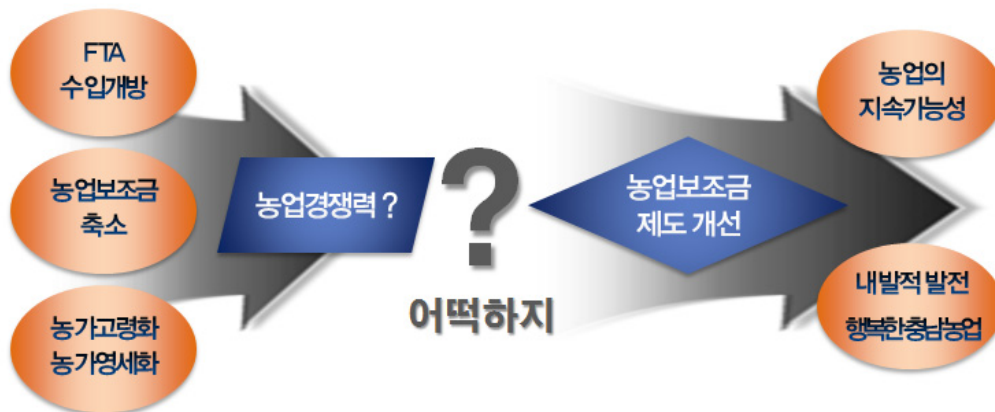 FTA
수입개방
농업보조금
축소
농가고령화
농가영세화
농업경쟁력 ?
?
어떡하지
농업보조금
제도 개선
농업의
지속가능성
내발적 발전
행복한충남농업